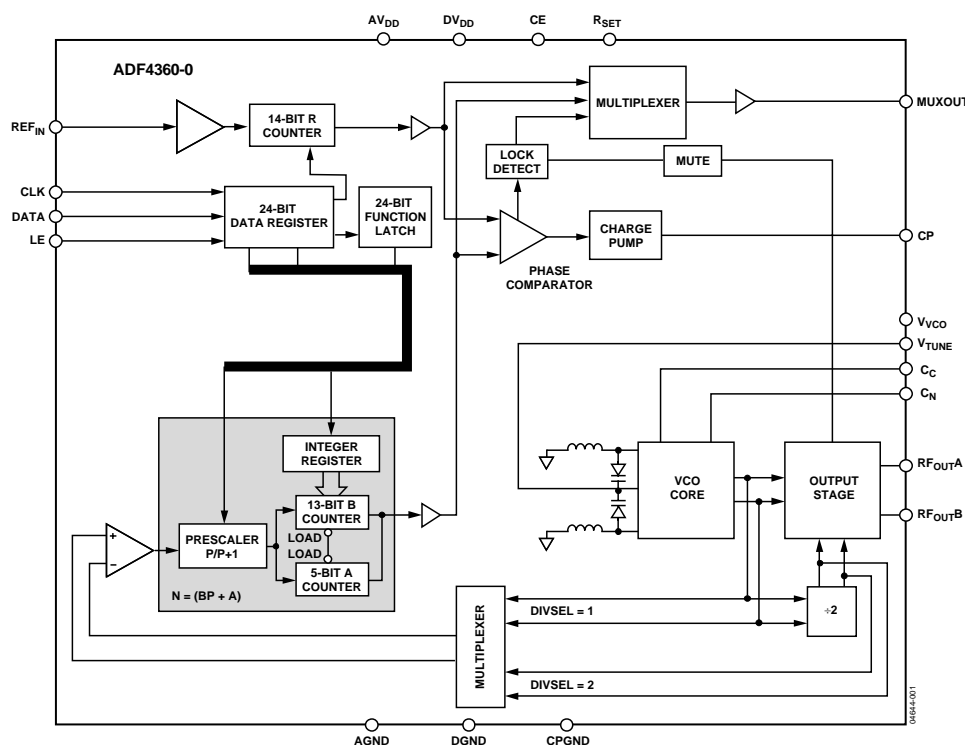 AVDD
DVDD
CE
RSET
ADF4360-0
REFIN
14-BIT R
COUNTER
MULTIPLEXER
MUXOUT
LOCK
DETECT
MUTE
CLK
DATA
LE
24-BIT
DATA REGISTER
24-BIT
FUNCTION
LATCH
CHARGE
PUMP
CP
PHASE
COMPARATOR
VVCO
VTUNE
CC
CN
INTEGER
REGISTER
13-BIT B
COUNTER
LOAD
LOAD
PRESCALER
P/P+1
5-BIT A
COUNTER
+
−
N = (BP + A)
VCO
CORE
OUTPUT
STAGE
RFOUTA
RFOUTB
MULTIPLEXER
DIVSEL = 1
÷2
DIVSEL = 2
AGND
DGND
CPGND
04644-001